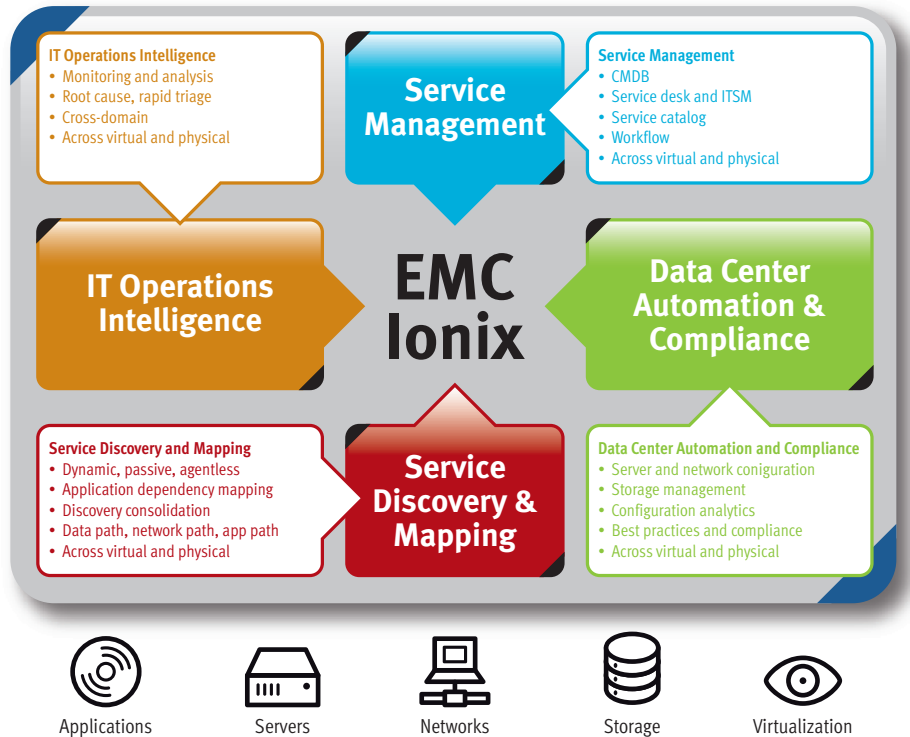 IT Operations Intelligence
• Monitoring and analysis
• Root cause, rapid triage
• Cross-domain
• Across virtual and physical
Service
Management
Service Management
• CMDB
• Service desk and ITSM
• Service catalog
• Workflow
• Across virtual and physical
IT Operations
Intelligence
EMC
Ionix
Data Center
Automation &
Compliance
Service Discovery and Mapping
• Dynamic, passive, agentless
• Application dependency mapping
• Discovery consolidation
• Data path, network path, app path
• Across virtual and physical
Service
Discovery &
Mapping
Data Center Automation and Compliance
• Server and network coniguration
• Storage management
• Configuration analytics
• Best practices and compliance
• Across virtual and physical
Applications
Servers
Networks
Storage
Virtualization